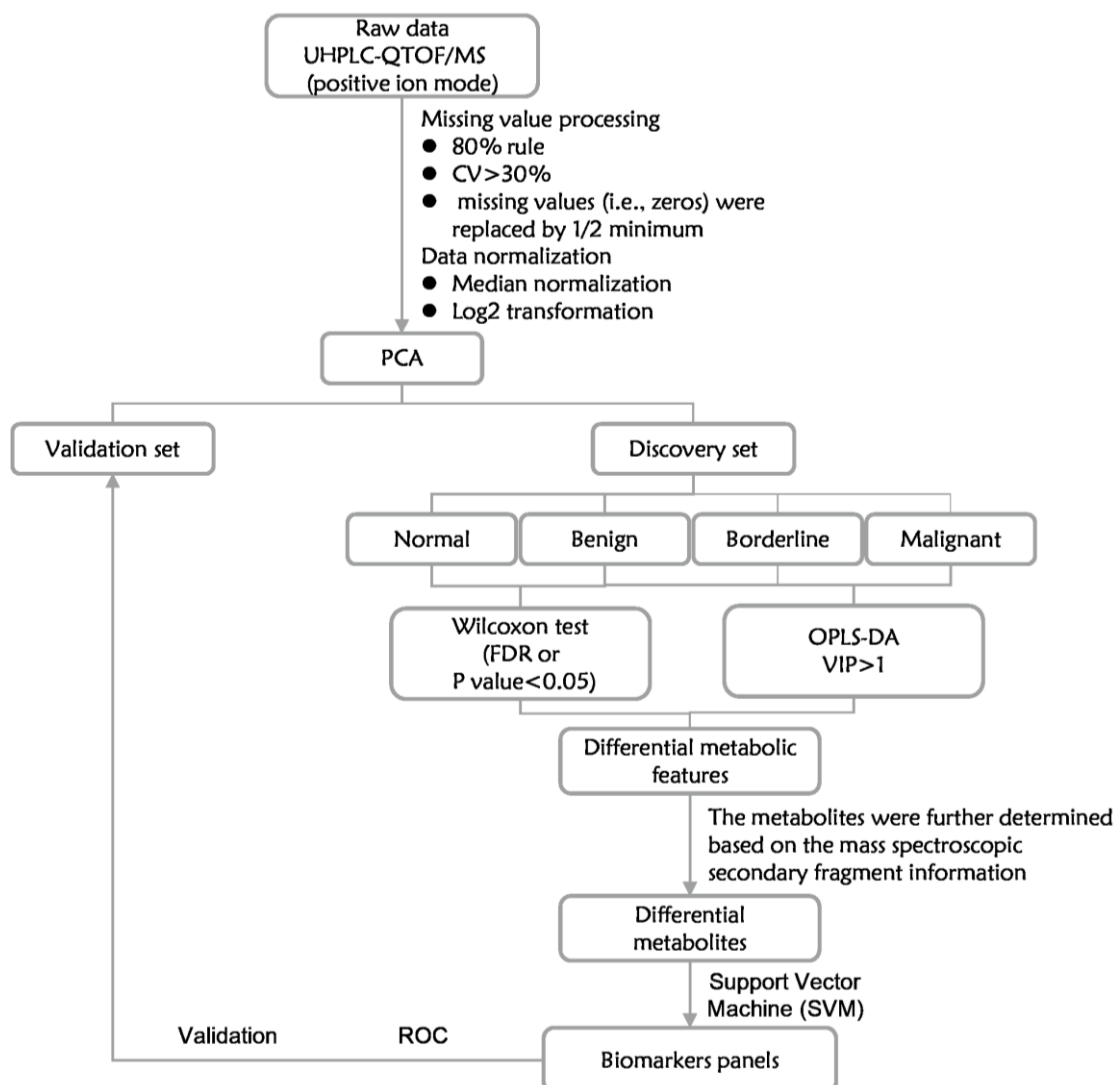 Raw data
UHPLC-QTOF/MS
(positive ion mode)
Missing value processing
● 80% rule
● CV>30%
● missing values (i.e., zeros) were
replaced by 1/2 minimum
Data normalization
● Median normalization
● Log2 transformation
PCA
Validation set
Discovery set
Normal
Benign
Borderline
Malignant
Wilcoxon test
(FDR or
P value<0.05)
OPLS-DA
VIP>1
Differential metabolic
features
The metabolites were further determined
based on the mass spectroscopic
secondary fragment information
Differential
metabolites
Support Vector
Machine (SVM)
Validation
ROC
Biomarkers panels